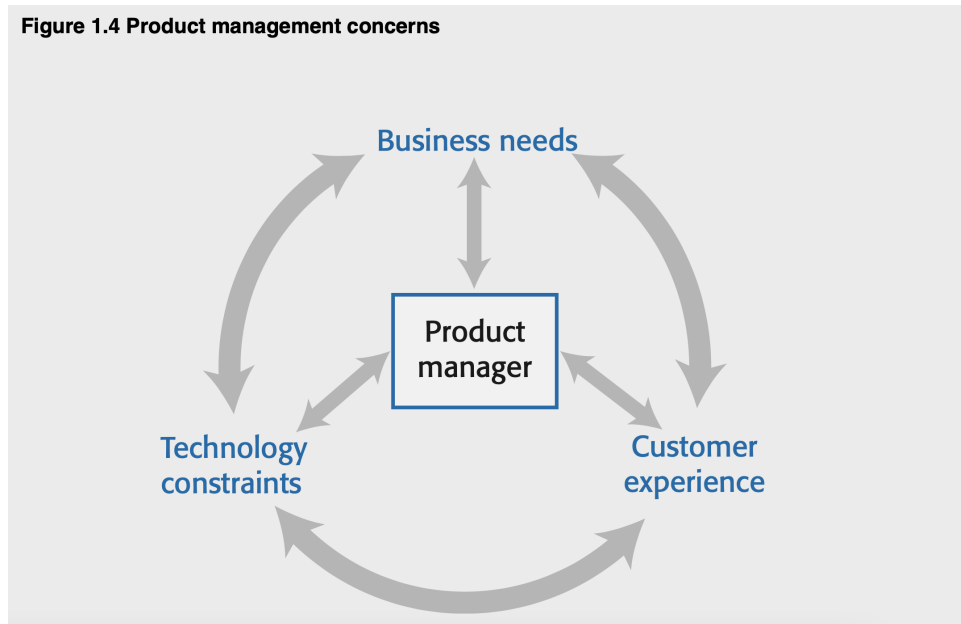 Figure 1.4 Product management concerns
Business needs
Product
manager
Technology
constraints
Customer
experience